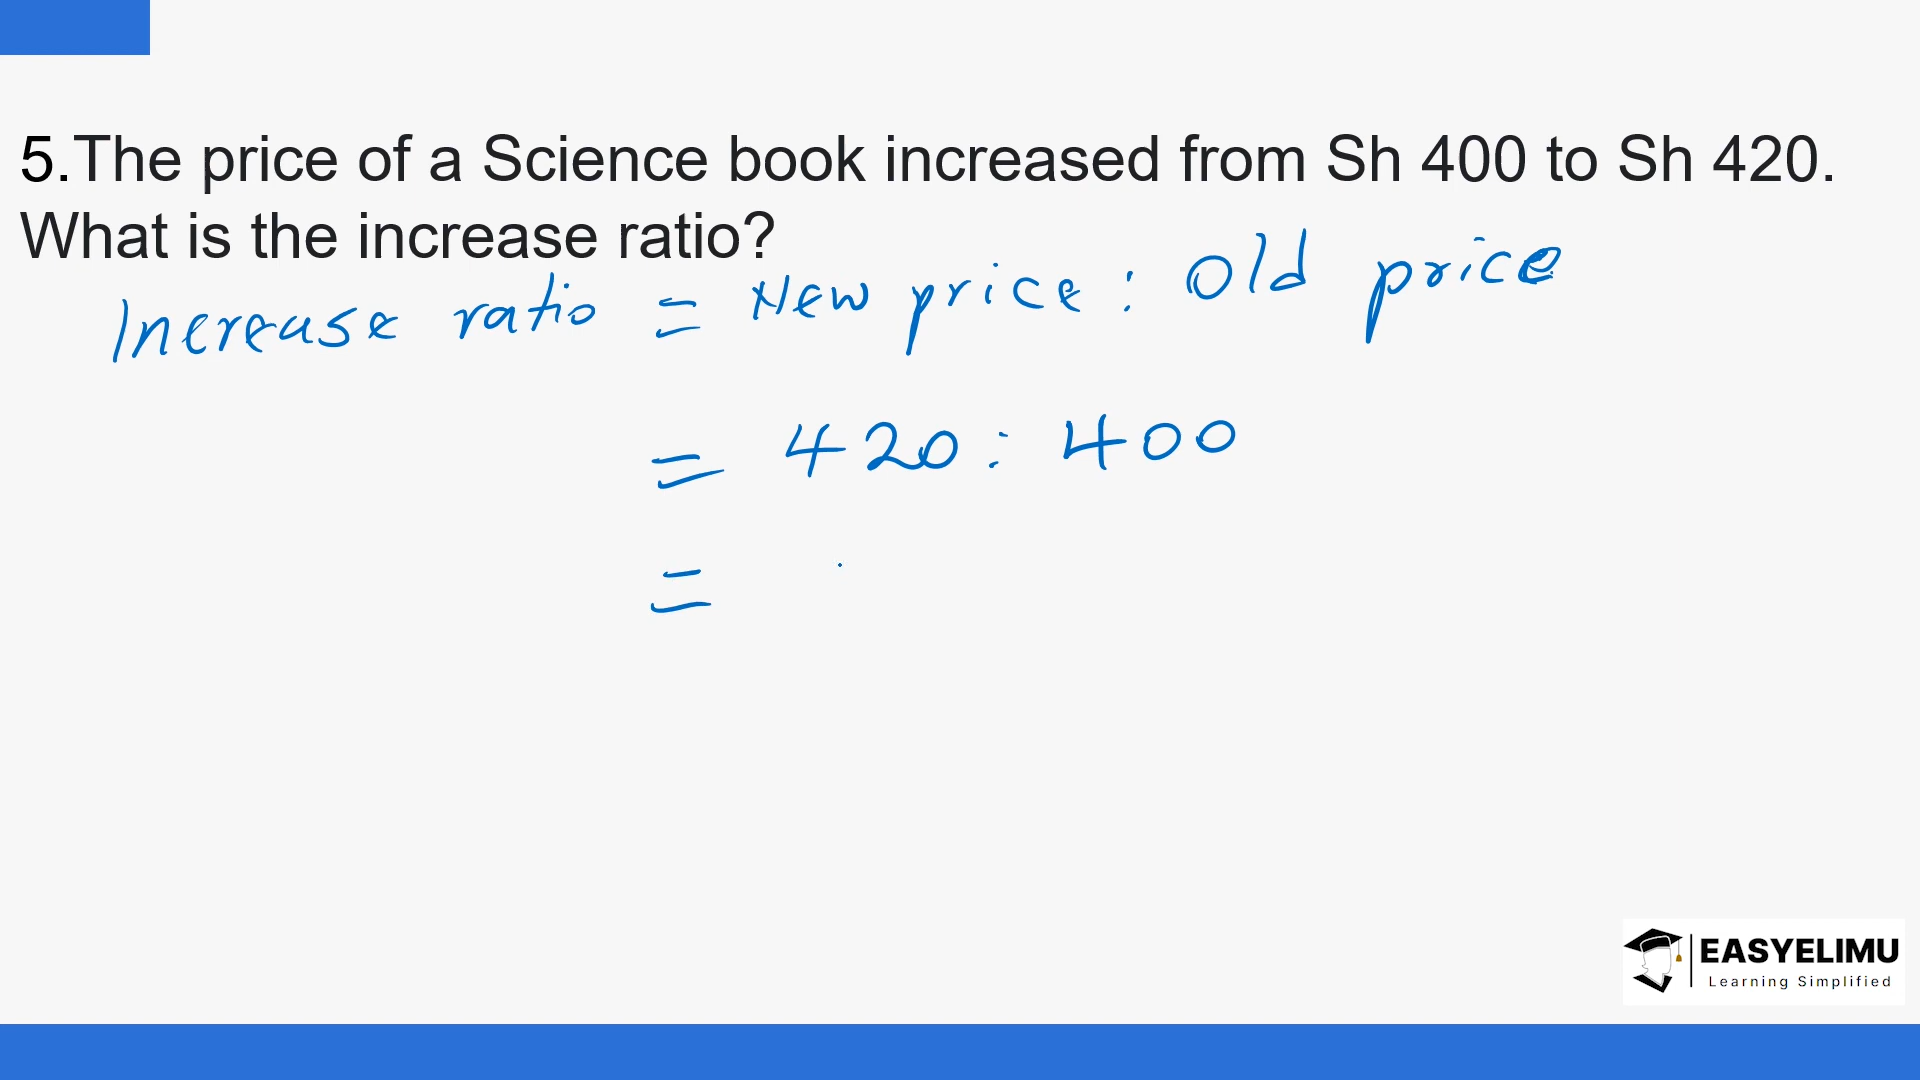 5.The price of a Science book increased from Sh 400 to Sh 420.
What is the increase ratio?
Increase ratio = New price : Old price
= 420 : 400
=
EASYELIMU
Learning Simplified